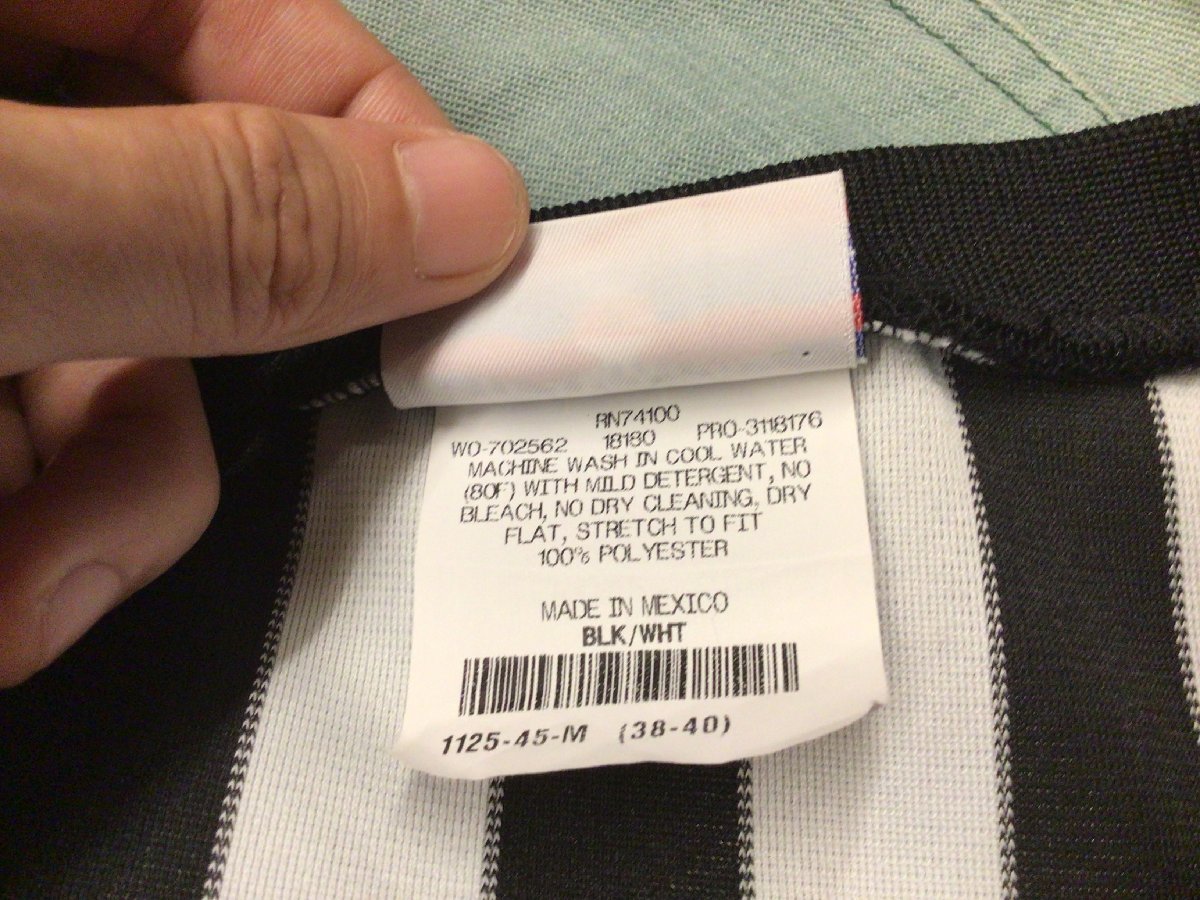 RN74100
WO-702562 18180 PRO-3118176
MACHINE WASH IN COOL WATER
(80F) WITH MILD DETERGENT, NO
BLEACH, NO DRY CLEANING, DRY
FLAT, STRETCH TO FIT
100% POLYESTER
MADE IN MEXICO
BLK/WHT
1125-45-M (38-40)